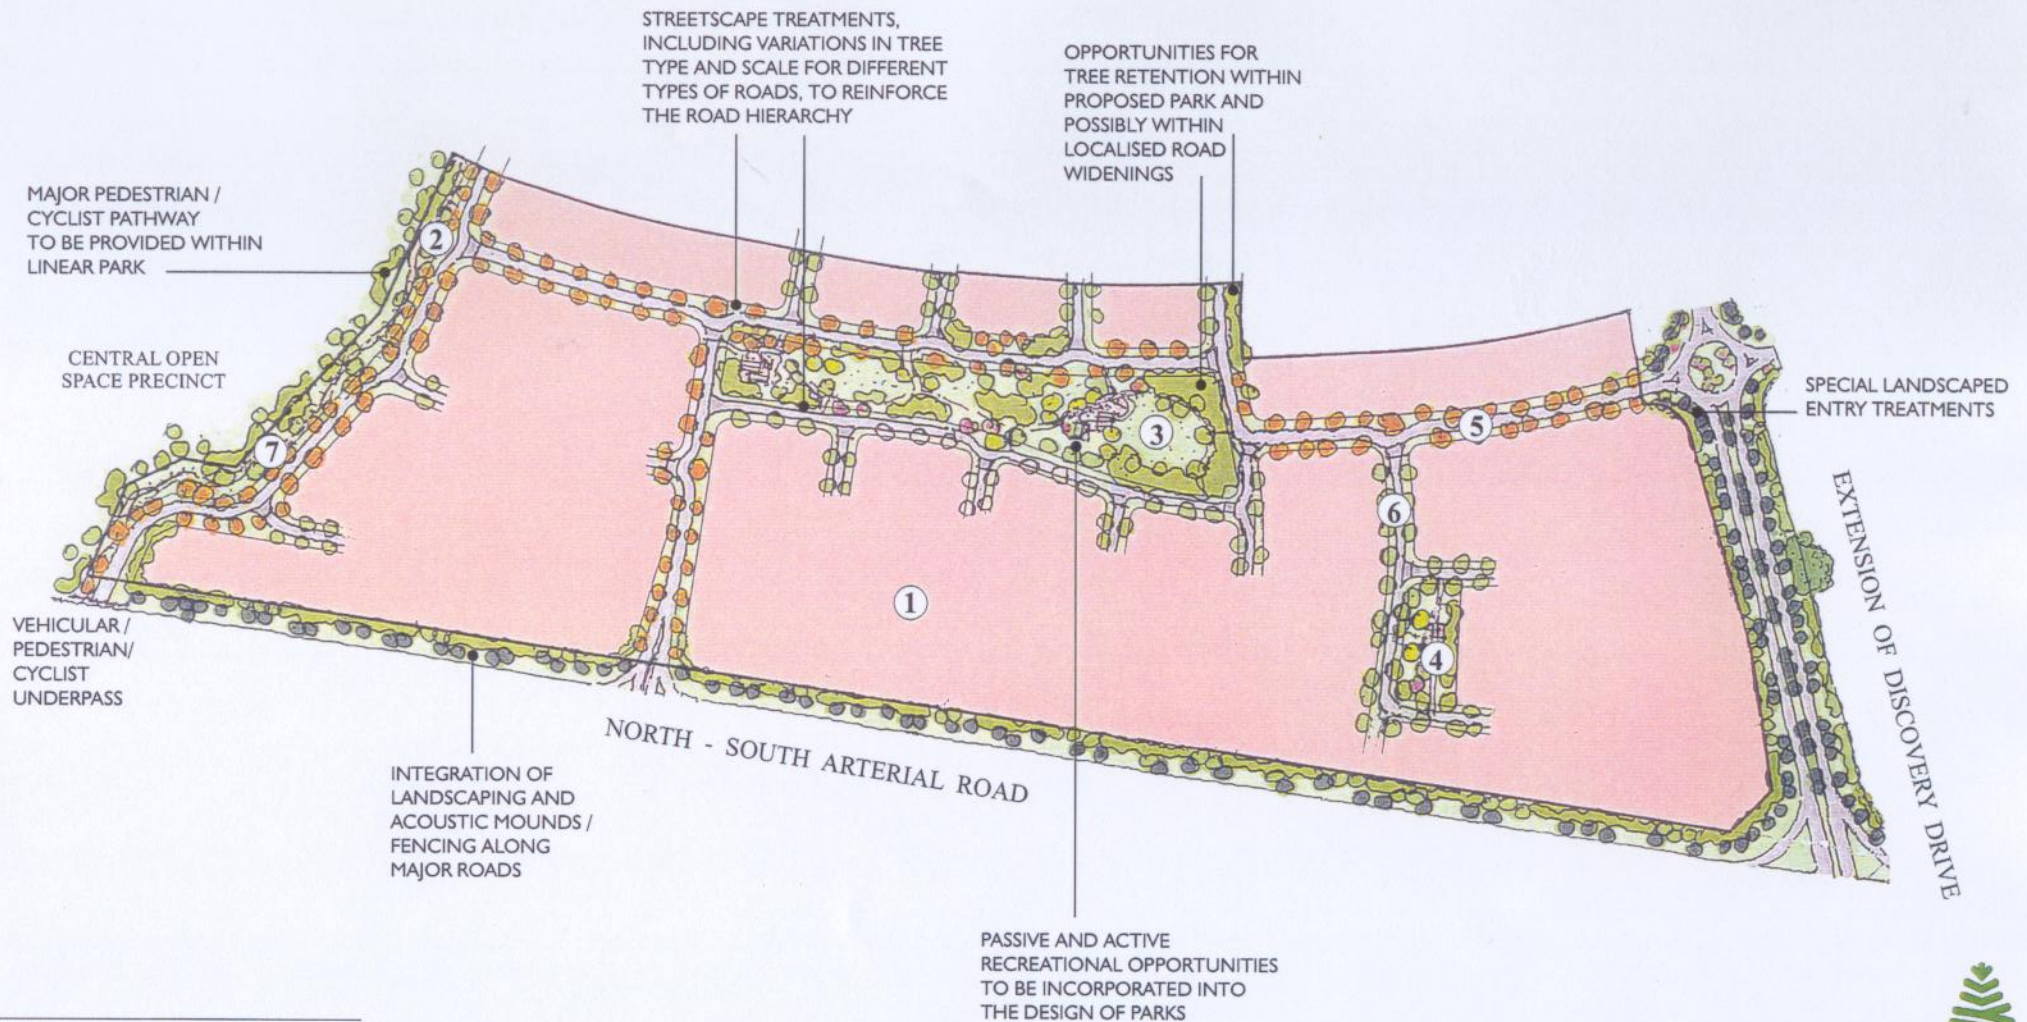 STREETSCAPE TREATMENTS,
INCLUDING VARIATIONS IN TREE
TYPE AND SCALE FOR DIFFERENT
TYPES OF ROADS, TO REINFORCE
THE ROAD HIERARCHY
OPPORTUNITIES FOR
TREE RETENTION WITHIN
PROPOSED PARK AND
POSSIBLY WITHIN
LOCALISED ROAD
WIDENINGS
MAJOR PEDESTRIAN /
CYCLIST PATHWAY
TO BE PROVIDED WITHIN
LINEAR PARK
2
CENTRAL OPEN
SPACE PRECINCT
SPECIAL LANDSCAPED
ENTRY TREATMENTS
5
3
7
6
1
4
EXTENSION OF DISCOVERY DRIVE
VEHICULAR /
PEDESTRIAN/
CYCLIST
UNDERPASS
NORTH - SOUTH ARTERIAL ROAD
INTEGRATION OF
LANDSCAPING AND
ACOUSTIC MOUNDS /
FENCING ALONG
MAJOR ROADS
PASSIVE AND ACTIVE
RECREATIONAL OPPORTUNITIES
TO BE INCORPORATED INTO
THE DESIGN OF PARKS